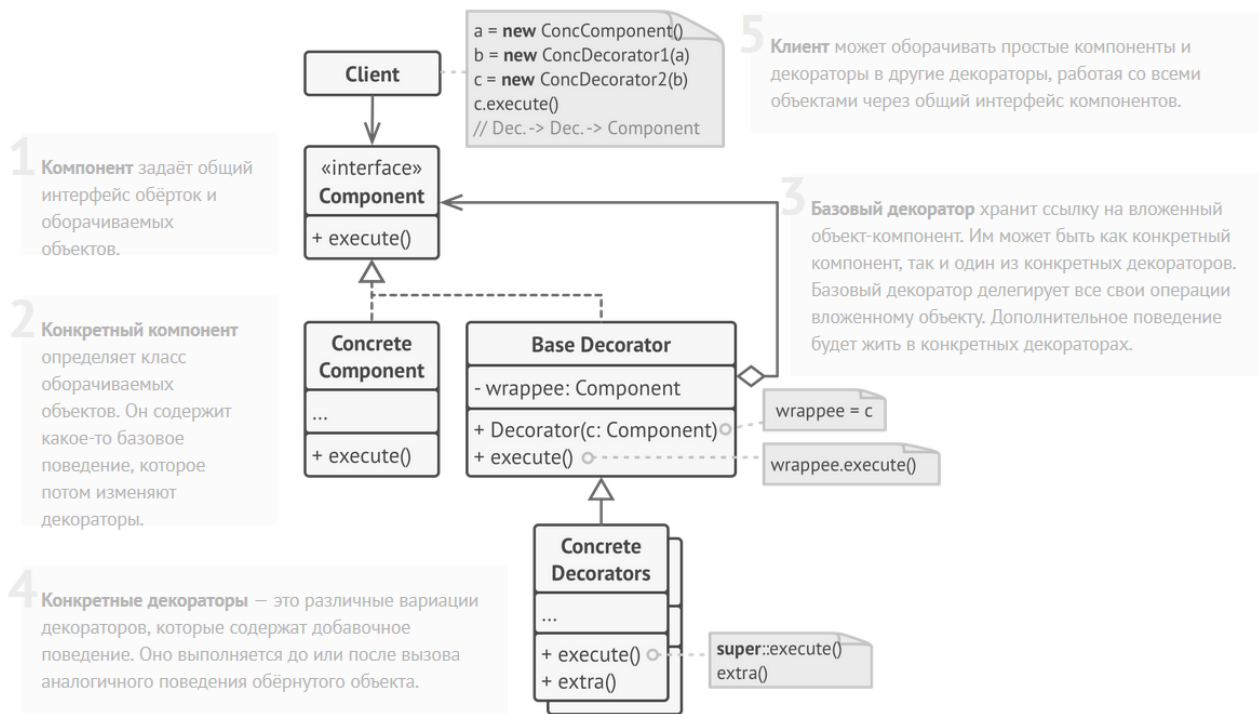 a = new ConcComponent()
b = new ConcDecorator1(a)
c = new ConcDecorator2(b)
c.execute()
// Dec. -> Dec. -> Component
Client
5
Клиент может оборачивать простые компоненты и
декораторы в другие декораторы, работая со всеми
объектами через общий интерфейс компонентов.
1
Компонент задаёт общий
интерфейс обёрток и
оборачиваемых
объектов.
«interface»
Component
+ execute()
3
Базовый декоратор хранит ссылку на вложенный
объект-компонент. Им может быть как конкретный
компонент, так и один из конкретных декораторов.
Базовый декоратор делегирует все свои операции
вложенному объекту. Дополнительное поведение
будет жить в конкретных декораторах.
2
Конкретный компонент
определяет класс
оборачиваемых
объектов. Он содержит
какое-то базовое
поведение, которое
потом изменяют
декораторы.
Concrete
Component
...
+ execute()
Base Decorator
- wrappee: Component
+ Decorator(c: Component)
+ execute()
wrappee = c
wrappee.execute()
Concrete
Decorators
...
+ execute()
+ extra()
super::execute()
extra()
4
Конкретные декораторы — это различные вариации
декораторов, которые содержат добавочное
поведение. Оно выполняется до или после вызова
аналогичного поведения обёрнутого объекта.